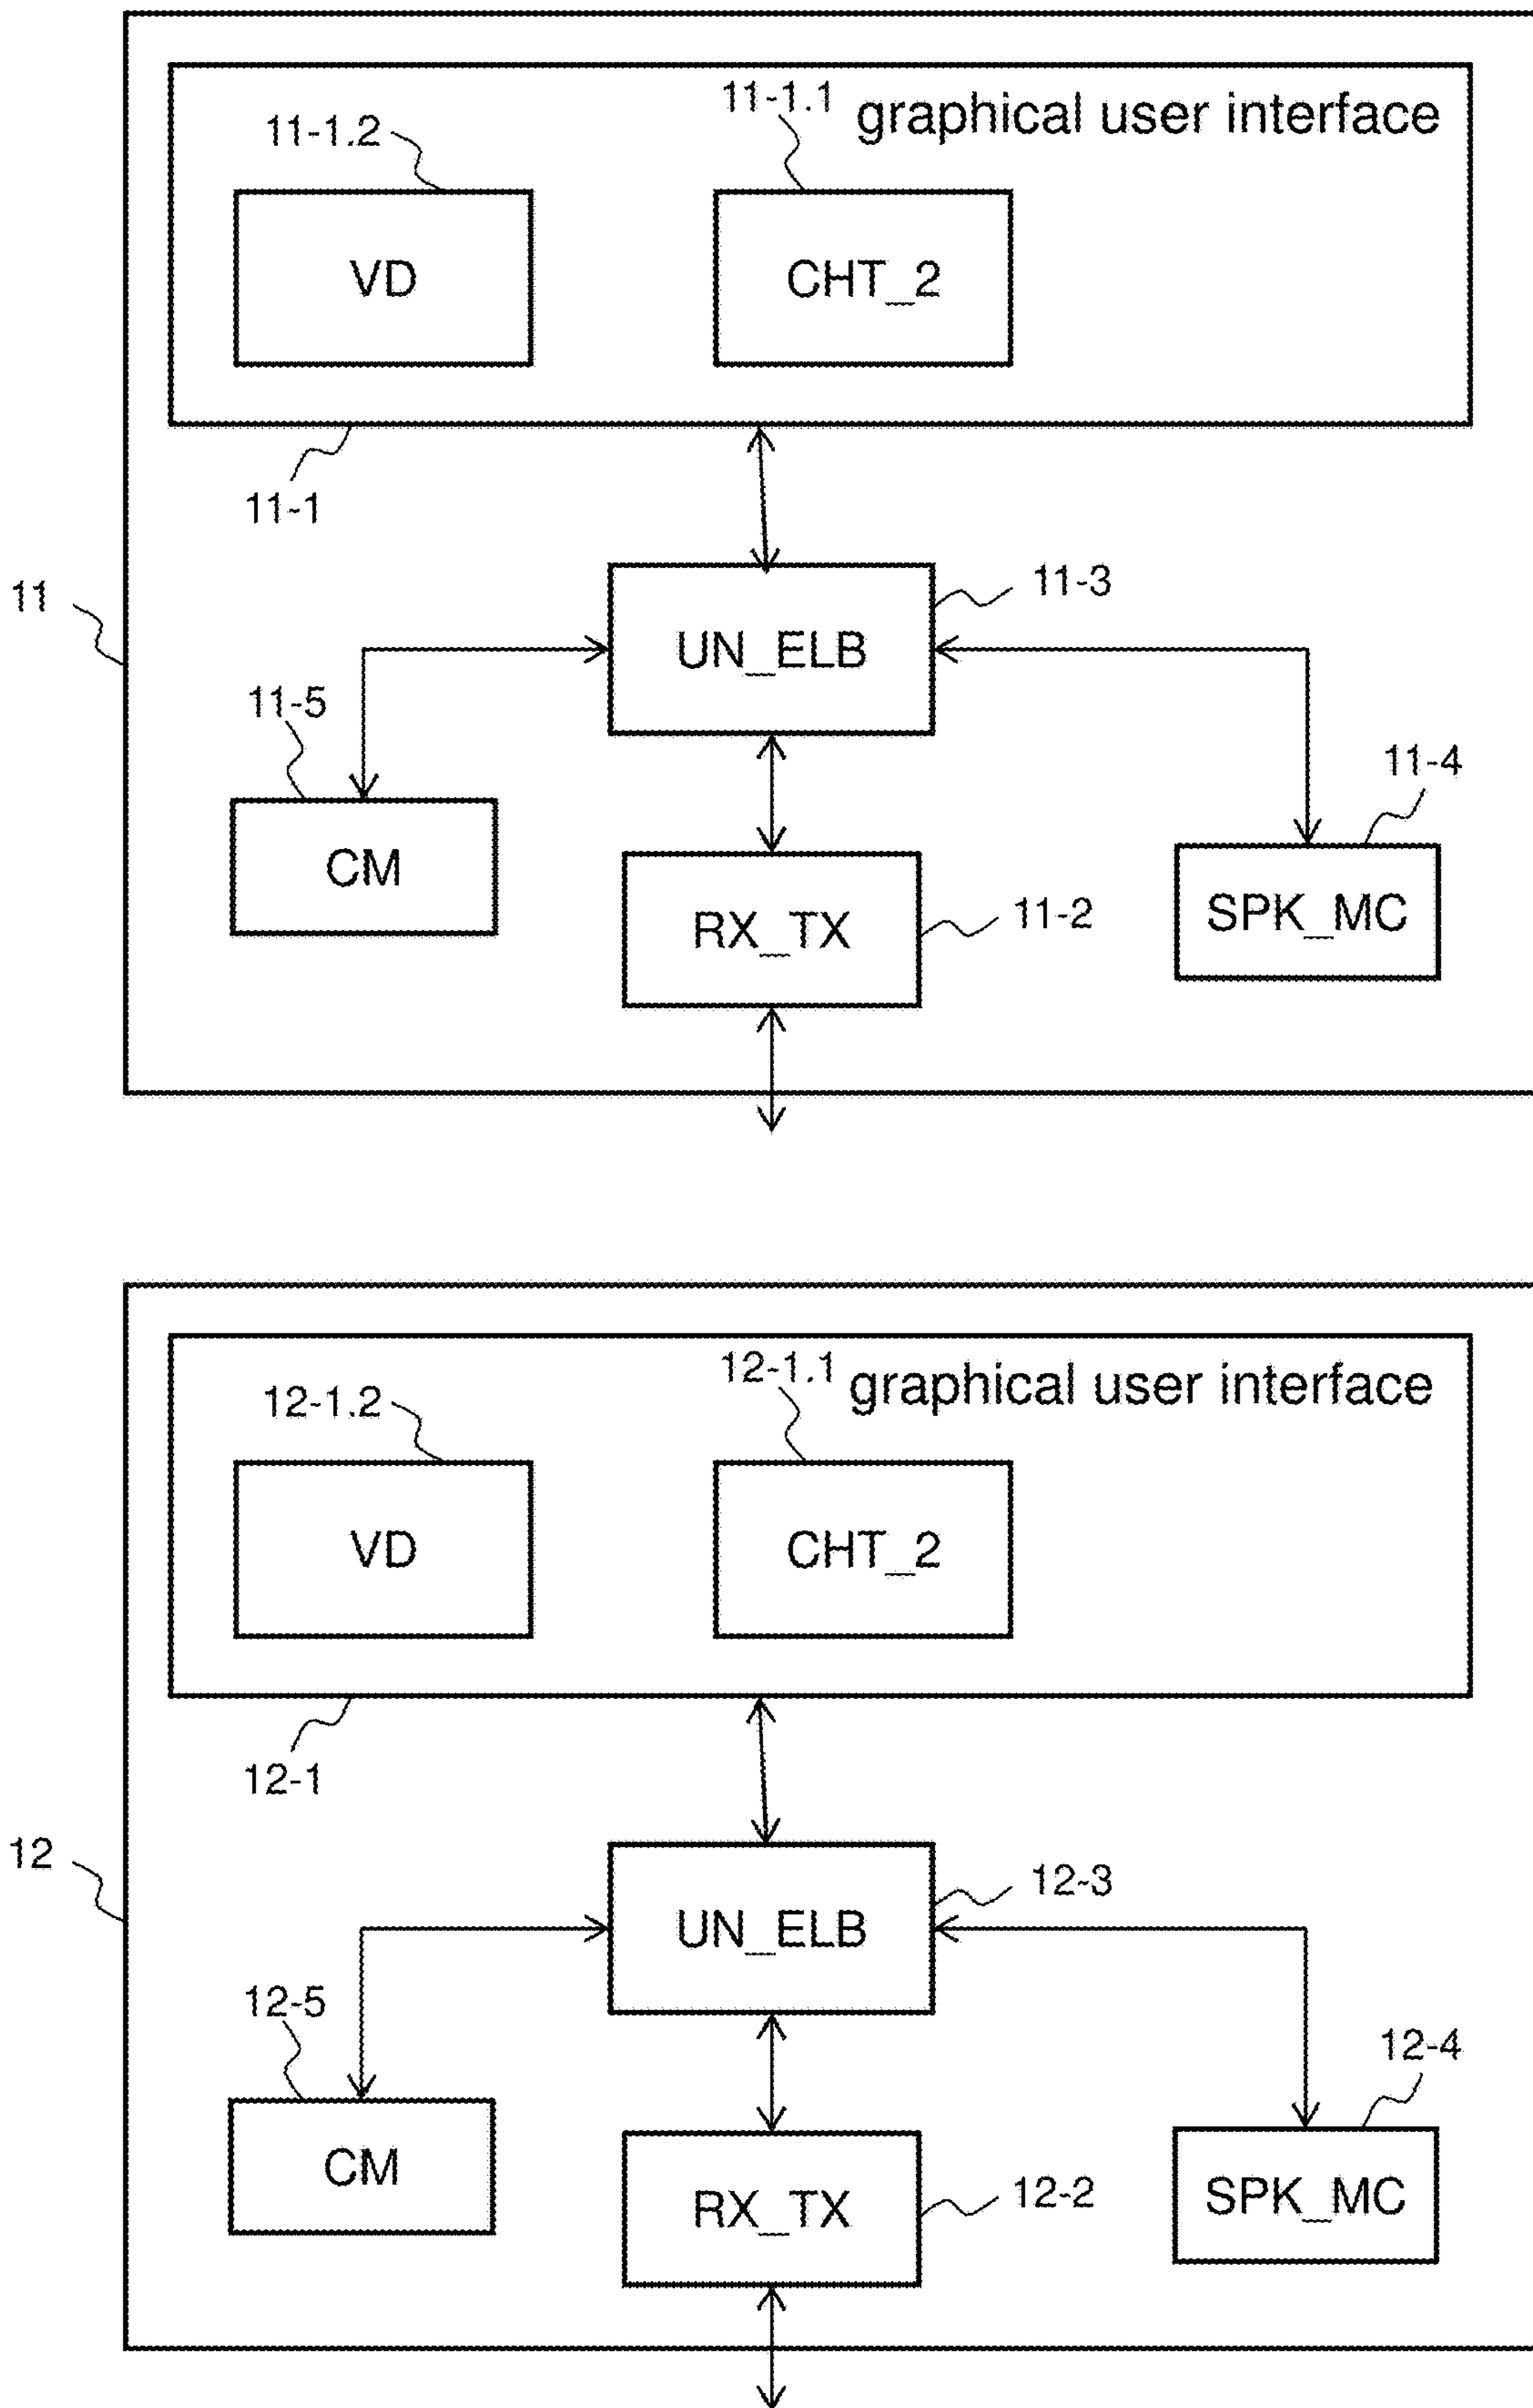 11-1.1
graphical user interface
11-1.2
VD
CHT_2
11-1
11-3
11
UN_ELB
11-5
11-4
CM
RX_TX
11-2
SPK_MC
12-1.1
graphical user interface
12-1.2
VD
CHT_2
12-1
12
12-3
UN_ELB
12-5
12-4
CM
RX_TX
12-2
SPK_MC